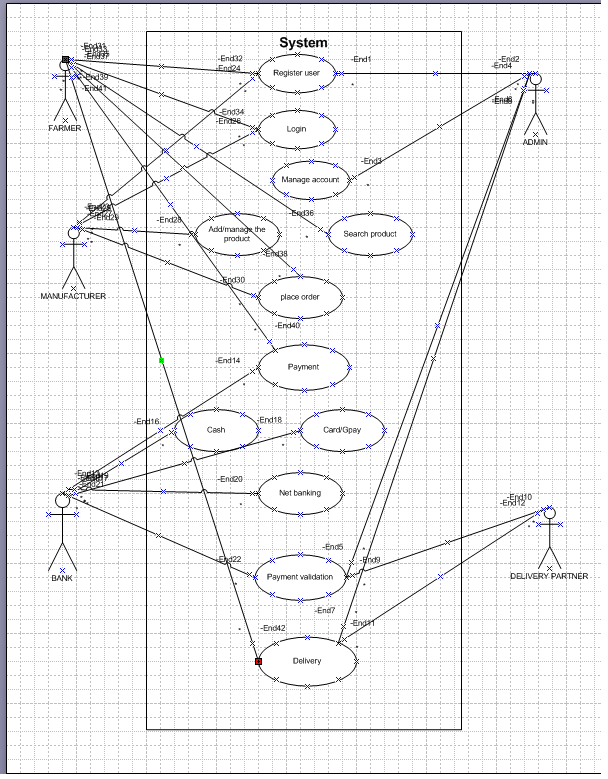 System
-End32
-End24
-End1
-End2
-End4
Register user
-End39
-End41
FARMER
-End34
-End26
Login
ADMIN
-End3
Manage account
-End29
-End28
-End36
Add/manage the
product
Search product
-End38
-End30
MANUFACTURER
place order
-End40
-End14
Payment
-End16
-End18
Cash
Card/Gpay
-End20
Net banking
-End10
-End12
-End5
-End9
-End22
BANK
Payment validation
DELIVERY PARTNER
-End7
-End42
-End11
Delivery